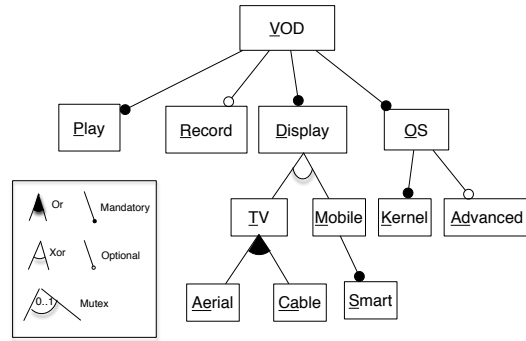 VOD
Play
Record
Display
OS
TV
Mobile
Kernel
Advanced
Aerial
Cable
Smart
Or
Mandatory
Xor
Optional
0..1
Mutex